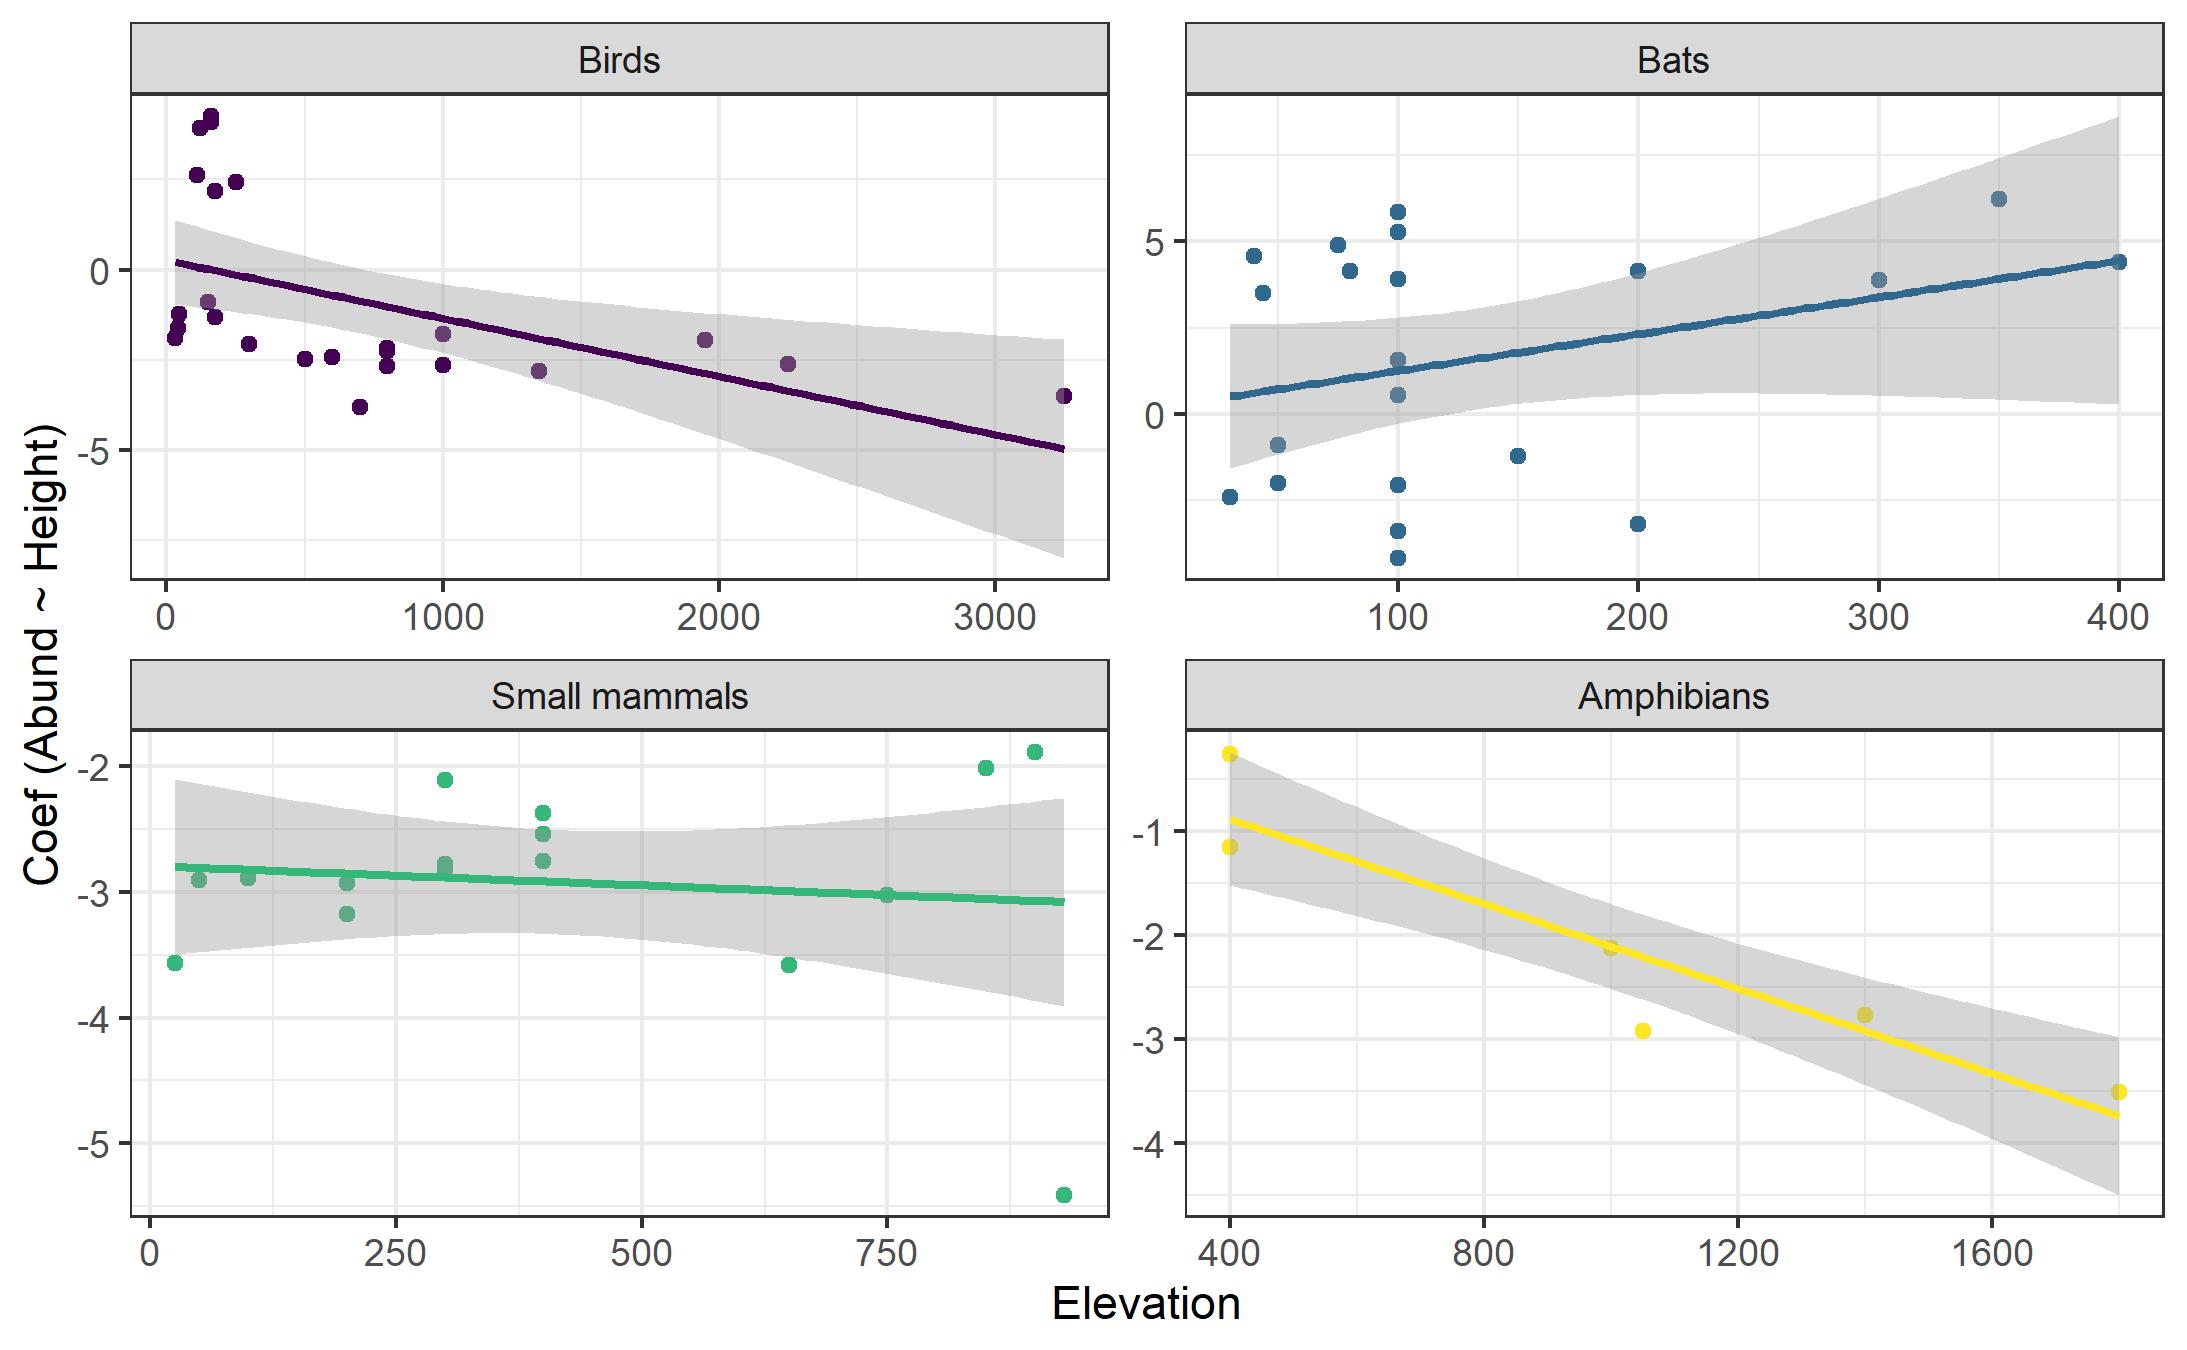 Birds
Bats
0
-5
5
0
0 1000 2000 3000
100 200 300 400
Small mammals
Amphibians
Coef (Abund ~ Height)
-2
-3
-4
-5
-1
-2
-3
-4
0 250 500 750
400 800 1200 1600
Elevation